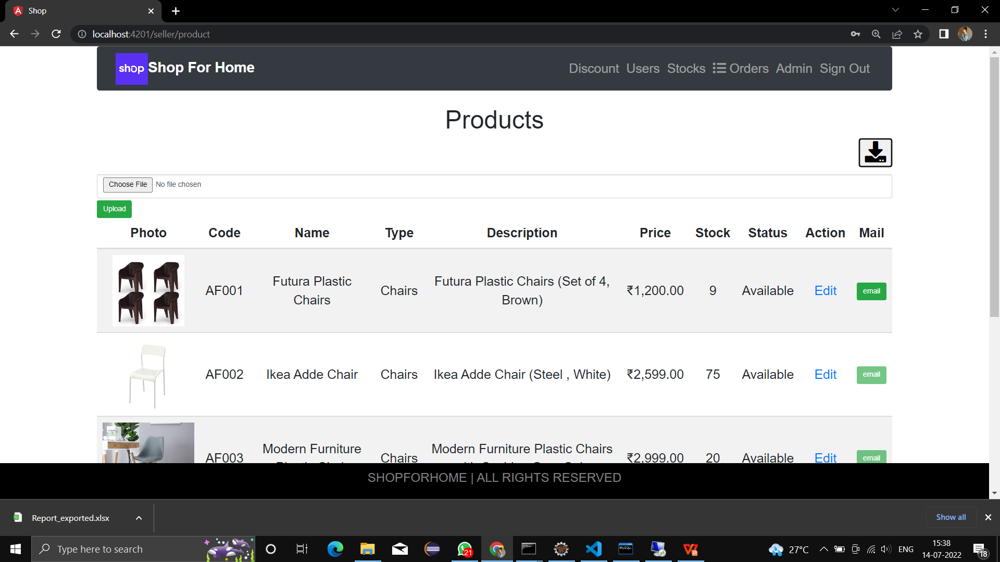 Shop
localhost:4201/seller/product
shop Shop For Home
Discount Users Stocks Orders Admin Sign Out
Products
Choose File No file chosen
Upload
Photo Code Name Type Description Price Stock Status Action Mail
AF001 Futura Plastic Chairs Chairs Futura Plastic Chairs (Set of 4, Brown) ₹1,200.00 9 Available Edit email
AF002 Ikea Adde Chair Chairs Ikea Adde Chair (Steel , White) ₹2,599.00 75 Available Edit email
AF003 Modern Furniture Chairs Modern Furniture Plastic Chairs ₹2,999.00 20 Available Edit email
SHOPFORHOME | ALL RIGHTS RESERVED
Report_exported.xlsx
Show all
Type here to search
21
MySQL
27°C
ENG
15:38
14-07-2022
18